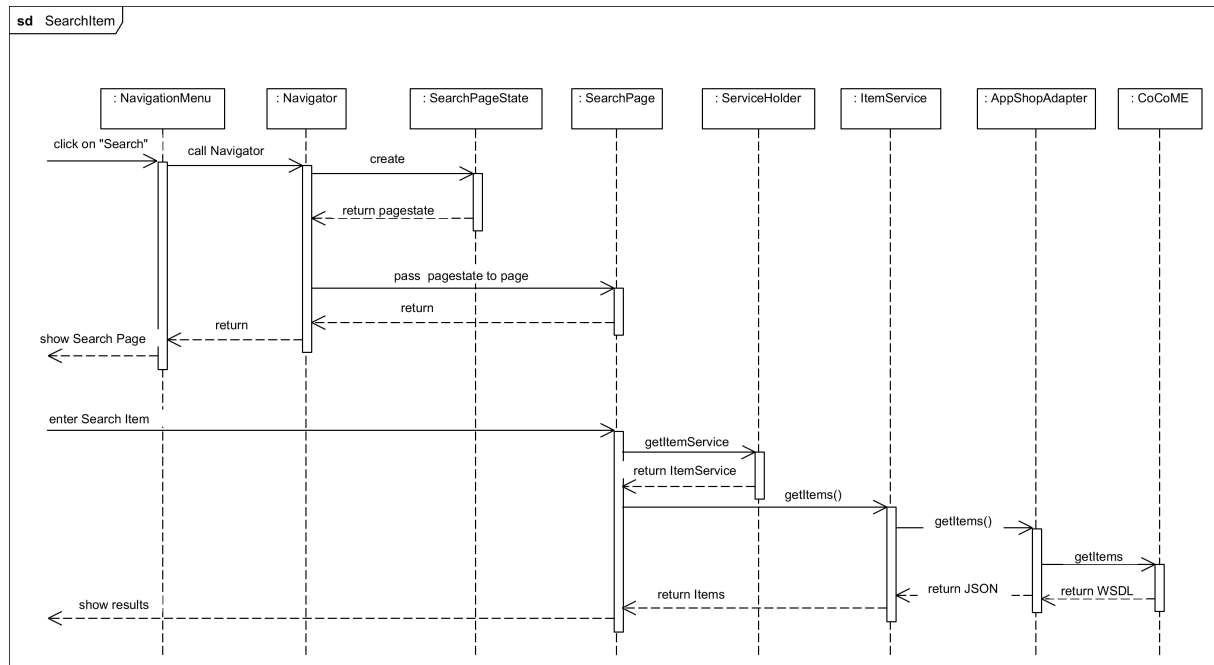 sd SearchItem
: NavigationMenu
: Navigator
: SearchPageState
: SearchPage
: ServiceHolder
: ItemService
: AppShopAdapter
: CoCoME
click on "Search"
call Navigator
create
return pagestate
pass pagestate to page
return
return
show Search Page
enter Search Item
getItemService
return ItemService
getItems()
getItems()
getItems
return WSDL
return JSON
return Items
show results